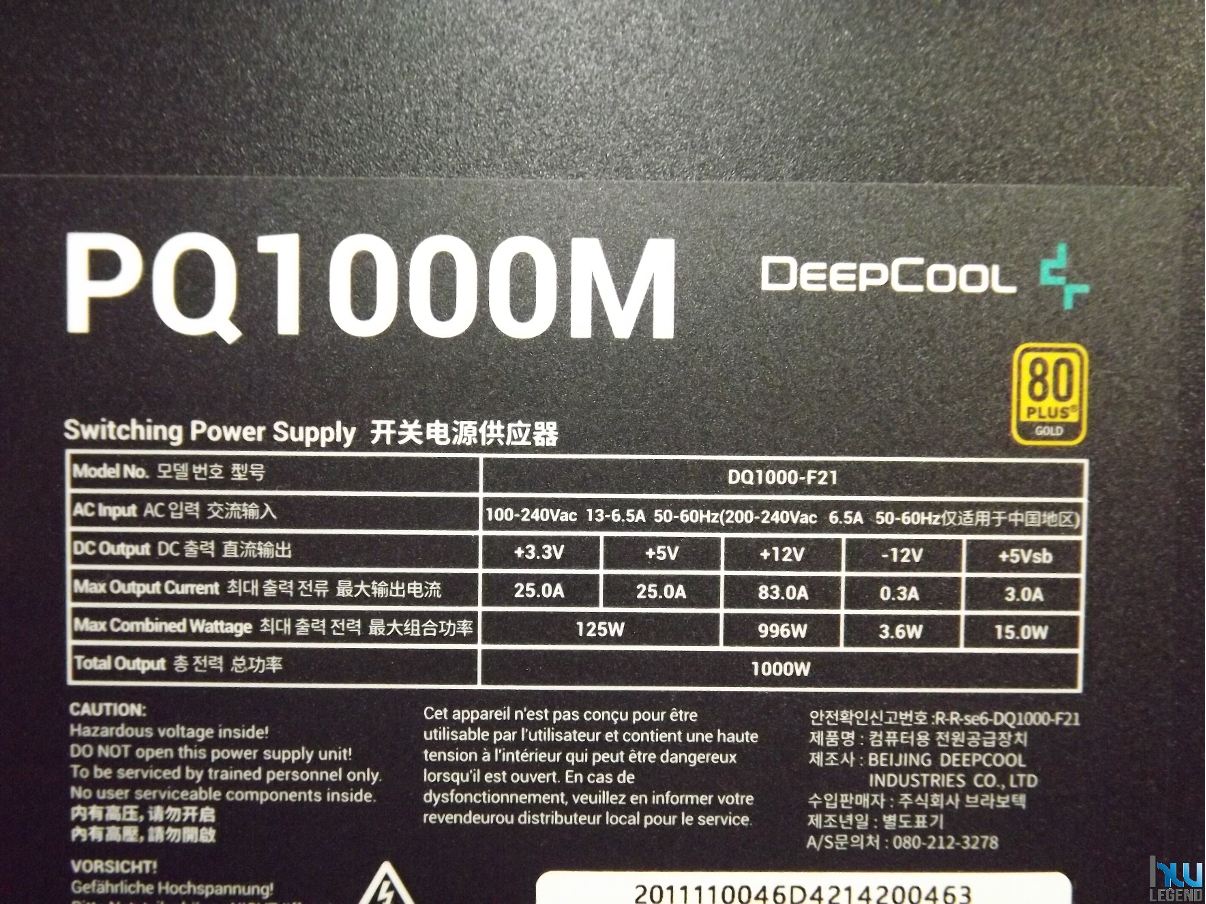 PQ1000M
DEEPCOOL
80
PLUS®
GOLD
Switching Power Supply 开关电源供应器
Model No. 모델 번호 型号 DQ1000-F21
AC Input AC 입력 交流输入 100-240Vac 13-6.5A 50-60Hz(200-240Vac 6.5A 50-60Hz仅适用于中国地区)
DC Output DC 출력 直流输出 +3.3V +5V +12V -12V +5Vsb
Max Output Current 최대 출력 전류 最大输出电流 25.0A 25.0A 83.0A 0.3A 3.0A
Max Combined Wattage 최대 출력 전력 最大组合功率 125W 996W 3.6W 15.0W
Total Output 총 전력 总功率 1000W
CAUTION:
Hazardous voltage inside!
DO NOT open this power supply unit!
To be serviced by trained personnel only.
No user serviceable components inside.
内有高压, 请勿开启
內有高壓, 請勿開啟
VORSICHT!
Gefährliche Hochspannung!
Cet appareil n'est pas conçu pour être
utilisable par l'utilisateur et contient une haute
tension à l'intérieur qui peut être dangereux
lorsqu'il est ouvert. En cas de
dysfonctionnement, veuillez en informer votre
revendeurou distributeur local pour le service.
안전확인신고번호 :R-R-se6-DQ1000-F21
제품명 : 컴퓨터용 전원공급장치
제조사 : BEIJING DEEPCOOL
INDUSTRIES CO., LTD
수입판매자 : 주식회사 브라보텍
제조년일 : 별도표기
A/S문의처 : 080-212-3278
2011110046D4214200463
LEGEND